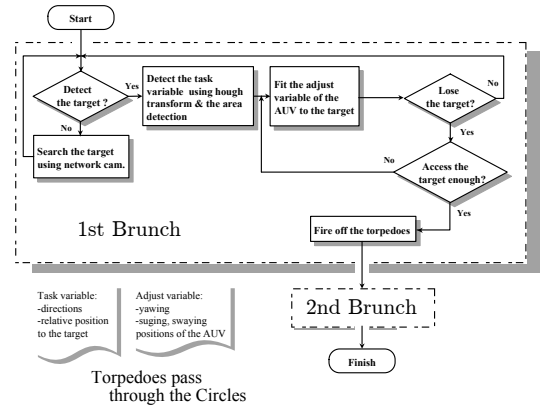 Start
Detect
the target ?
Yes
No
Detect the task
variable using hough
transform & the area
detection
Fit the adjust
variable of the
AUV to the target
Lose
the target?
No
Yes
Search the target
using network cam.
Access the
target enough?
No
Yes
1st Brunch
Fire off the torpedoes
Task variable:
-directions
-relative position
to the target
Adjust variable:
-yawing
-suging, swaying
positions of the AUV
2nd Brunch
Finish
Torpedoes pass
through the Circles